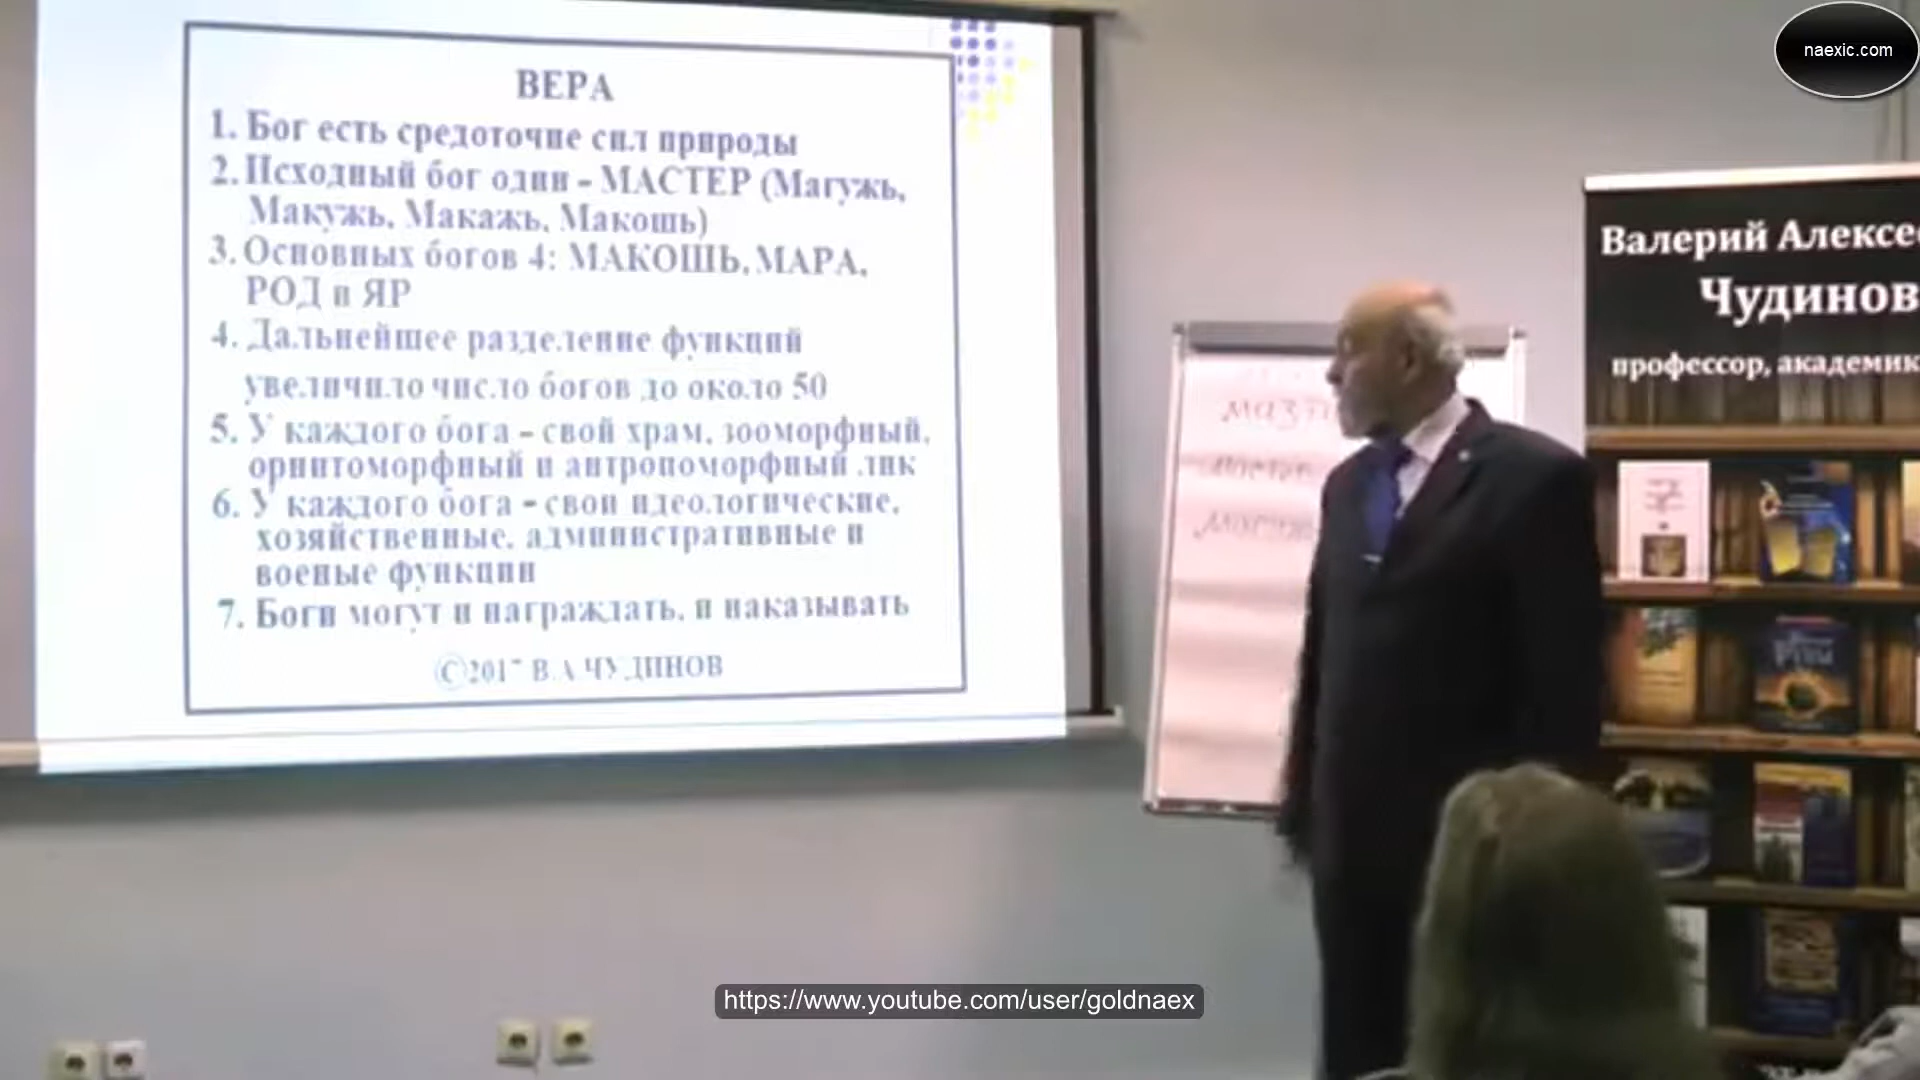 naexic.com
ВЕРА
1. Бог есть средоточие сил природы
2. Исходный бог один – МАСТЕР (Магужь,
Макужь, Макажь, Макошь)
3. Основных богов 4: МАКОШЬ, МАРА,
РОД и ЯР
4. Дальнейшее разделение функций
увеличило число богов до около 50
5. У каждого бога – свой храм, зооморфный,
орнитоморфный и антропоморфный лик
6. У каждого бога – свои идеологические,
хозяйственные, административные и
военые функции
7. Боги могут и награждать, и наказывать
©2017 В.А.ЧУДИНОВ
Валерий Алексе
Чудинов
профессор, академик
https://www.youtube.com/user/goldnaex